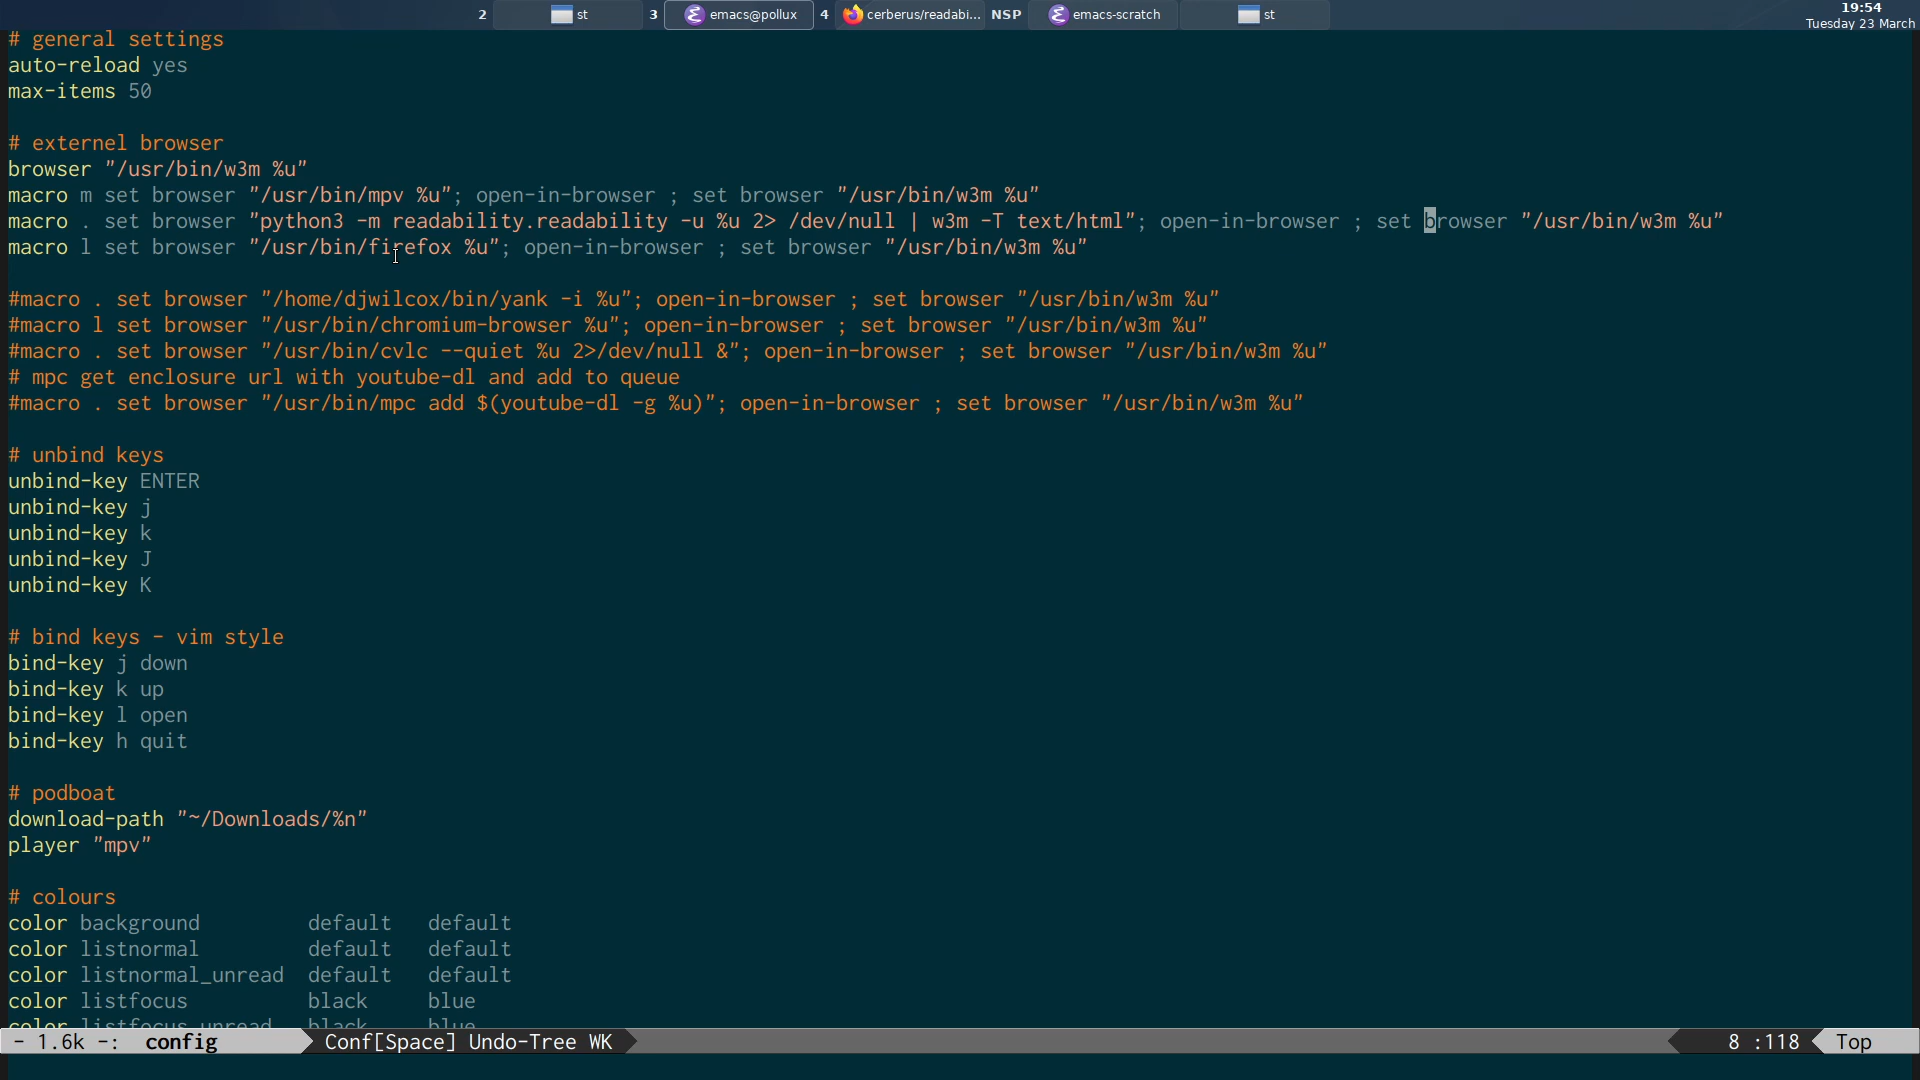 2 st 3 emacs@pollux 4 cerberus/readabi... NSP emacs-scratch st 19:54
Tuesday 23 March
# general settings
auto-reload yes
max-items 50
# externel browser
browser "/usr/bin/w3m %u"
macro m set browser "/usr/bin/mpv %u"; open-in-browser ; set browser "/usr/bin/w3m %u"
macro . set browser "python3 -m readability.readability -u %u 2> /dev/null | w3m -T text/html"; open-in-browser ; set browser "/usr/bin/w3m %u"
macro l set browser "/usr/bin/firefox %u"; open-in-browser ; set browser "/usr/bin/w3m %u"
#macro . set browser "/home/djwilcox/bin/yank -i %u"; open-in-browser ; set browser "/usr/bin/w3m %u"
#macro l set browser "/usr/bin/chromium-browser %u"; open-in-browser ; set browser "/usr/bin/w3m %u"
#macro . set browser "/usr/bin/cvlc --quiet %u 2>/dev/null &"; open-in-browser ; set browser "/usr/bin/w3m %u"
# mpc get enclosure url with youtube-dl and add to queue
#macro . set browser "/usr/bin/mpc add $(youtube-dl -g %u)"; open-in-browser ; set browser "/usr/bin/w3m %u"
# unbind keys
unbind-key ENTER
unbind-key j
unbind-key k
unbind-key J
unbind-key K
# bind keys - vim style
bind-key j down
bind-key k up
bind-key l open
bind-key h quit
# podboat
download-path "~/Downloads/%n"
player "mpv"
# colours
color background default default
color listnormal default default
color listnormal_unread default default
color listfocus black blue
color listfocus_unread black blue
- 1.6k -: config Conf[Space] Undo-Tree WK 8 :118 Top